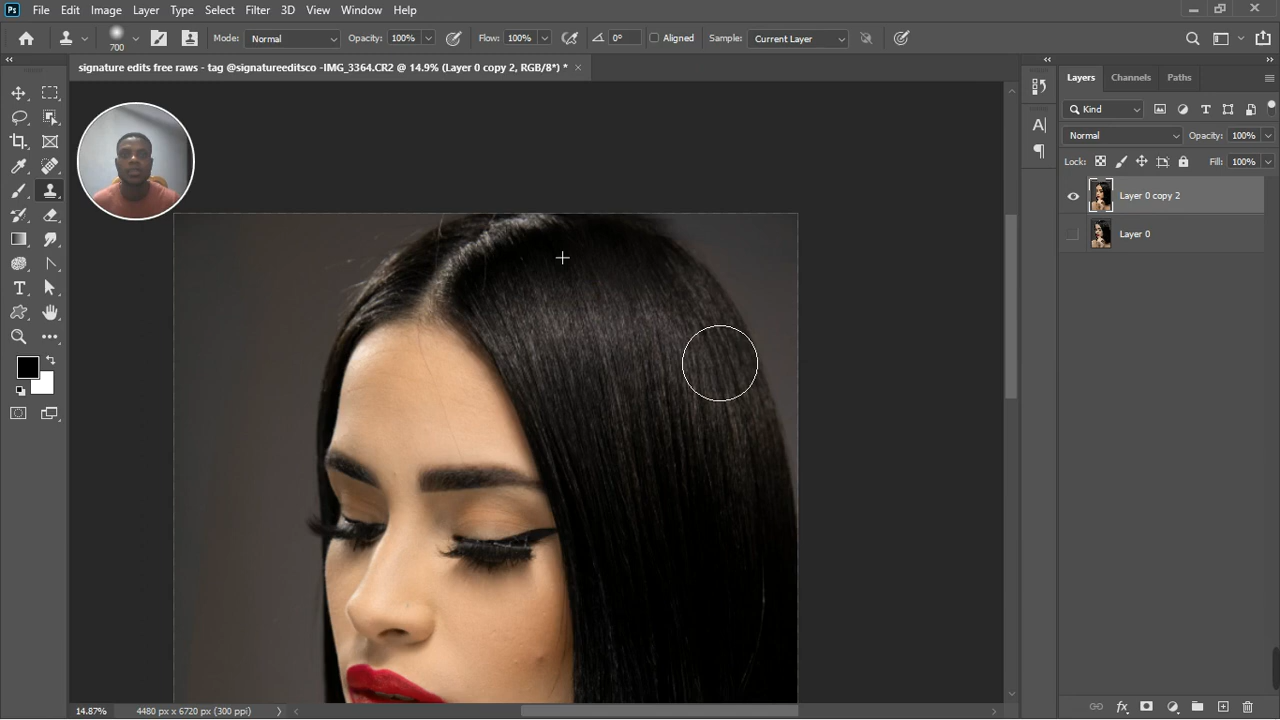 Ps File Edit Image Layer Type Select Filter 3D View Window Help
700 Mode: Normal Opacity: 100% Flow: 100% 0° Aligned Sample: Current Layer
signature edits free raws - tag @signatureeditsco -IMG_3364.CR2 @ 14.9% (Layer 0 copy 2, RGB/8*) *
Layers Channels Paths
Kind
Normal Opacity: 100%
Lock: Fill: 100%
Layer 0 copy 2
Layer 0
14.87% 4480 px x 6720 px (300 ppi)